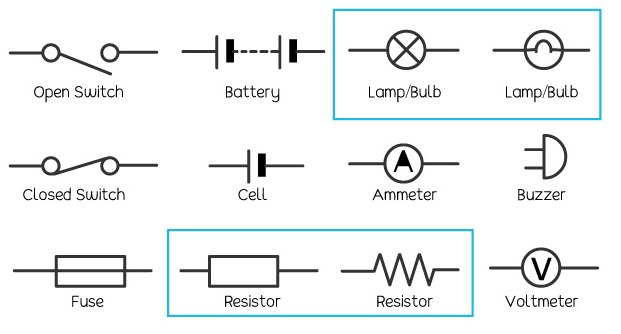 Open Switch
Battery
Lamp/Bulb
Lamp/Bulb
Closed Switch
Cell
A
Ammeter
Buzzer
Fuse
Resistor
Resistor
V
Voltmeter